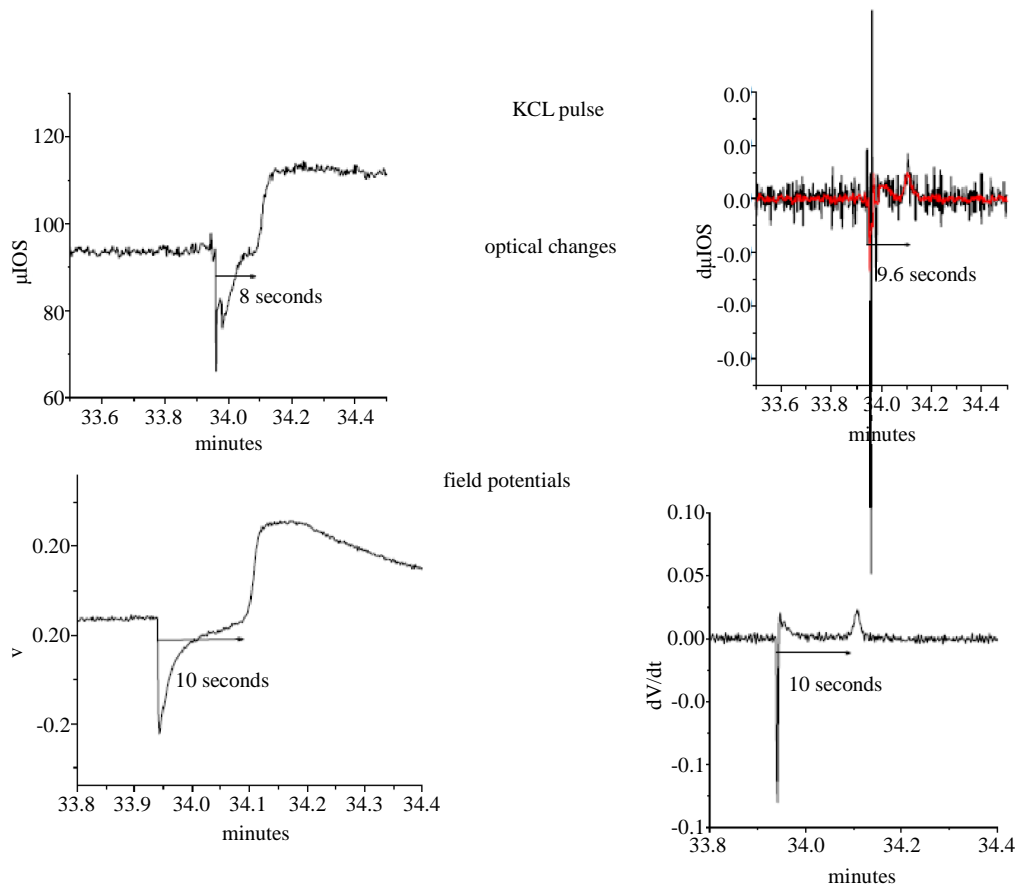 KCL pulse
optical changes
120
110
100
80
60
µIOS
8 seconds
33.6 33.8 34.0 34.2 34.4
minutes
0.0
0.0
0.0
-0.0
-0.0
-0.0
dµIOS
9.6 seconds
33.6 33.8 34.0 34.2 34.4
minutes
field potentials
0.20
0.20
-0.2
v
10 seconds
33.8 33.9 34.0 34.1 34.2 34.3 34.4
minutes
0.10
0.05
0.00
-0.0
-0.1
-0.1
dV/dt
10 seconds
33.8 34.0 34.2 34.4
minutes